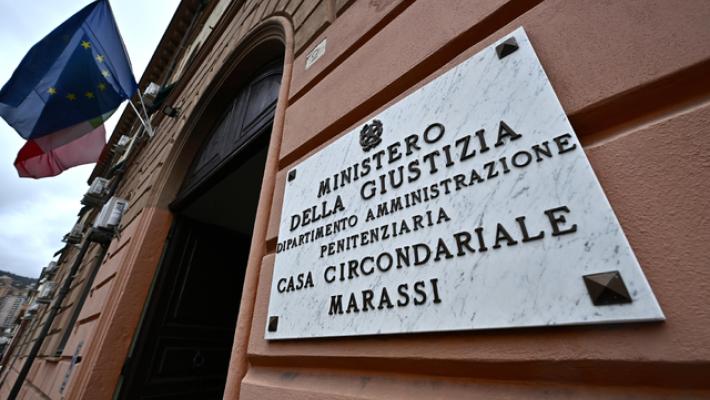 MINISTERO
DELLA GIUSTIZIA
DIPARTIMENTO AMMINISTRAZIONE
PENITENZIARIA
CASA CIRCONDARIALE
MARASSI